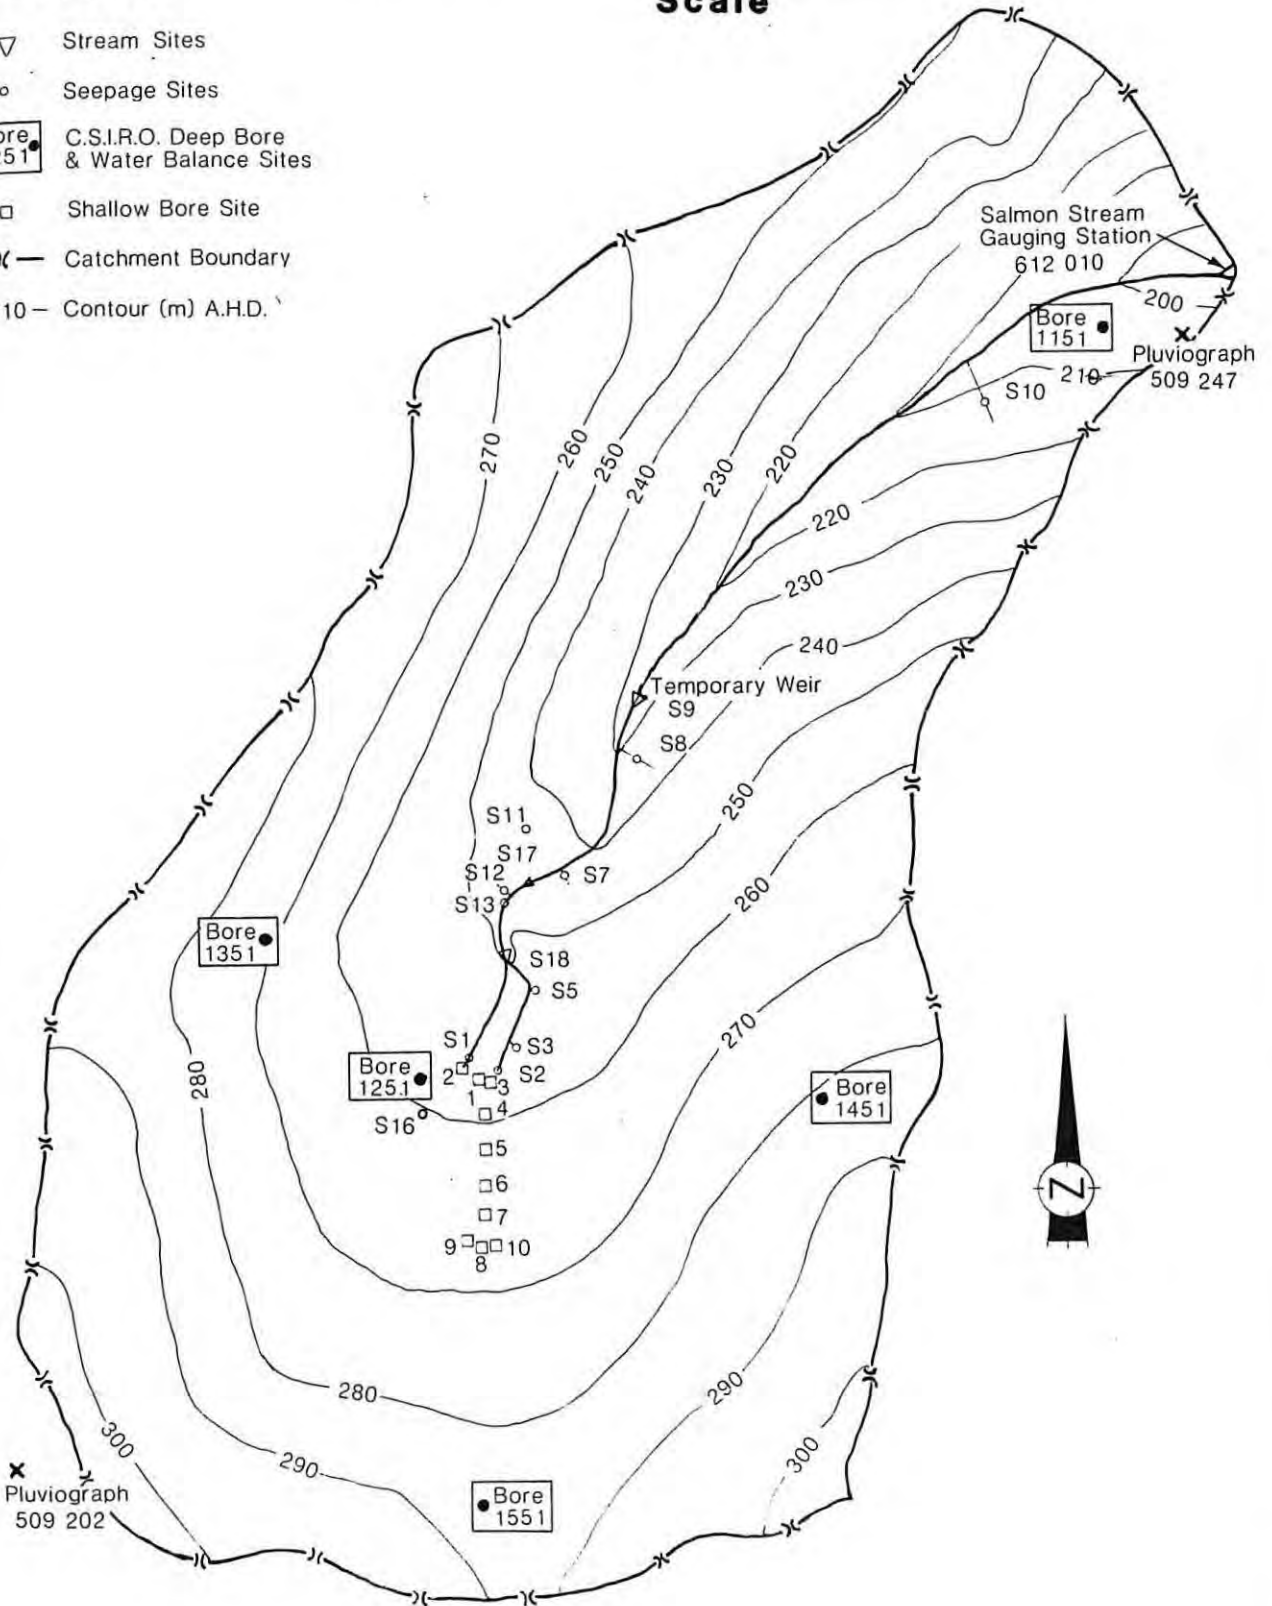 Scale
Stream Sites
Seepage Sites
C.S.I.R.O. Deep Bore
& Water Balance Sites
Shallow Bore Site
Catchment Boundary
10 – Contour (m) A.H.D.
Salmon Stream
Gauging Station
612 010
200
Bore
1151
Pluviograph
509 247
210
S10
270
260
250
240
230
220
220
230
240
Temporary Weir
S9
S8
250
S11
S17
S12
S7
S13
260
Bore
1351
S18
S5
270
S1
S3
280
Bore
1251
2
S2
1
3
Bore
1451
S16
4
5
6
7
9
10
8
N
280
290
300
300
290
Pluviograph
509 202
Bore
1551